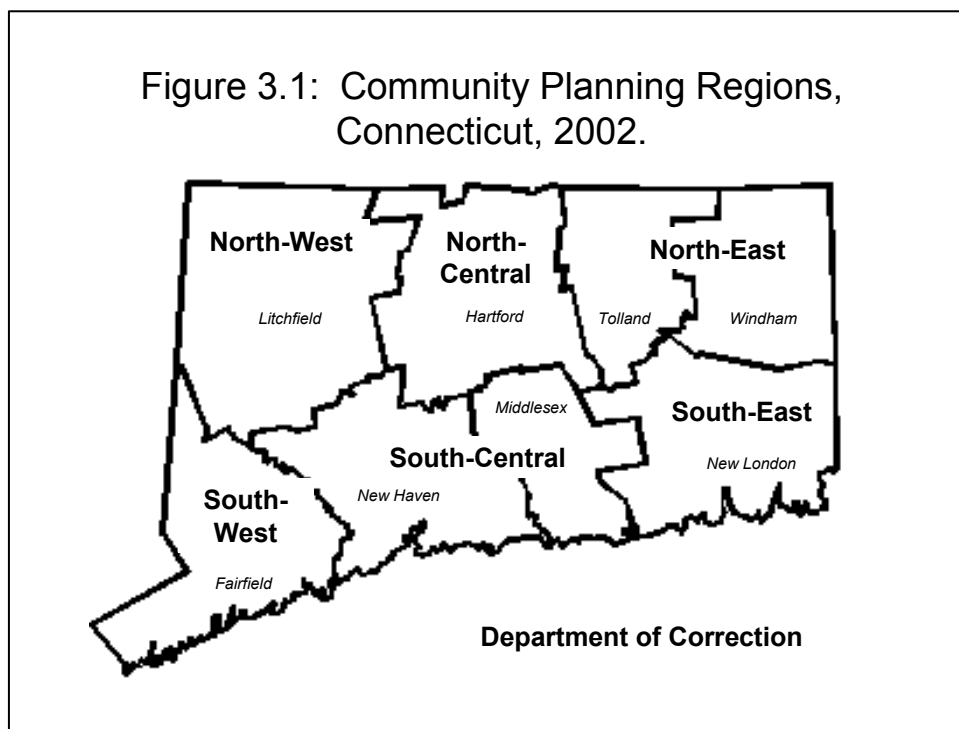 Figure 3.1: Community Planning Regions,
Connecticut, 2002.
North-West
North-
Central
North-East
Litchfield
Hartford
Tolland
Windham
Middlesex
South-East
South-Central
New London
South-
West
New Haven
Fairfield
Department of Correction